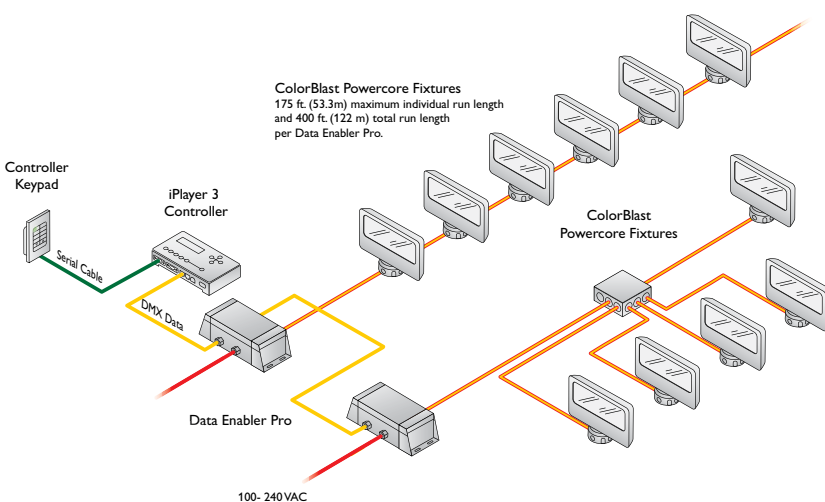 ColorBlast Powercore Fixtures
175 ft. (53.3m) maximum individual run length
and 400 ft. (122 m) total run length
per Data Enabler Pro.
Controller
Keypad
iPlayer 3
Controller
ColorBlast
Powercore Fixtures
Serial Cable
DMX Data
Data Enabler Pro
100- 240 VAC